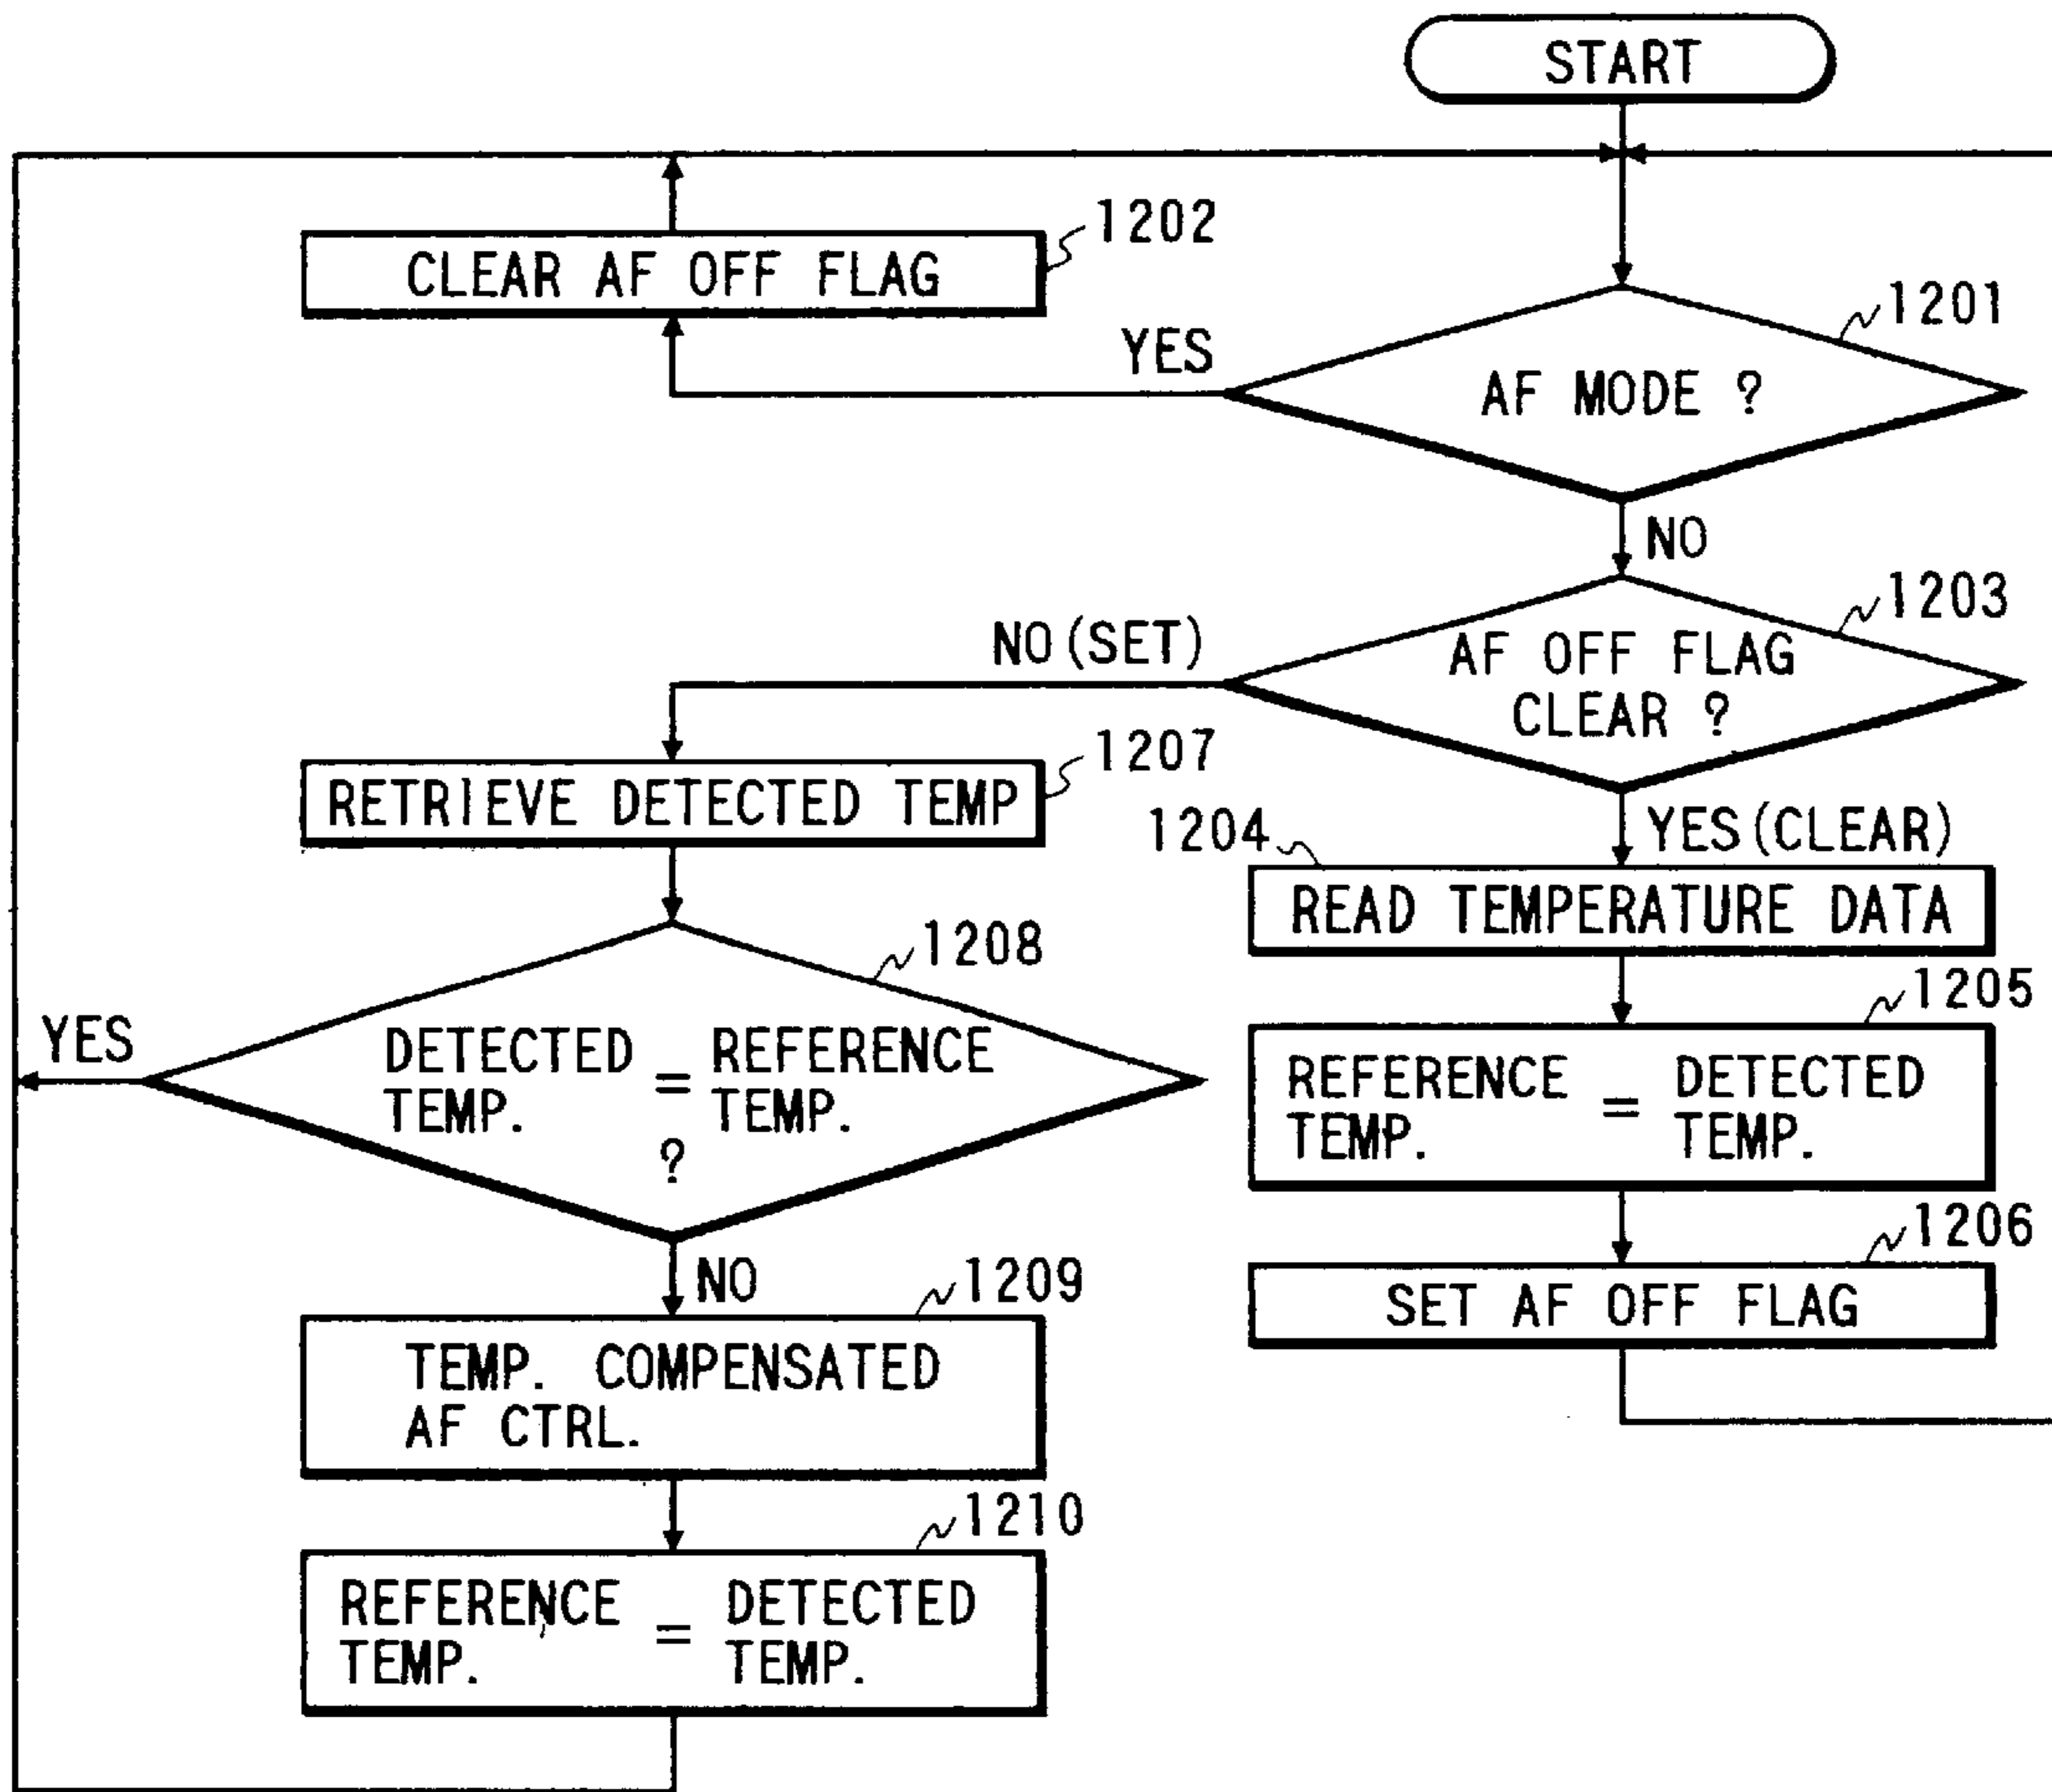 START
1202
CLEAR AF OFF FLAG
1201
YES
AF MODE ?
NO
1203
NO(SET)
AF OFF FLAG
CLEAR ?
1207
RETRIEVE DETECTED TEMP
1204
YES(CLEAR)
READ TEMPERATURE DATA
1208
YES
DETECTED TEMP. = REFERENCE TEMP.
?
1205
REFERENCE TEMP. = DETECTED TEMP.
1206
SET AF OFF FLAG
NO
1209
TEMP. COMPENSATED
AF CTRL.
1210
REFERENCE TEMP. = DETECTED TEMP.